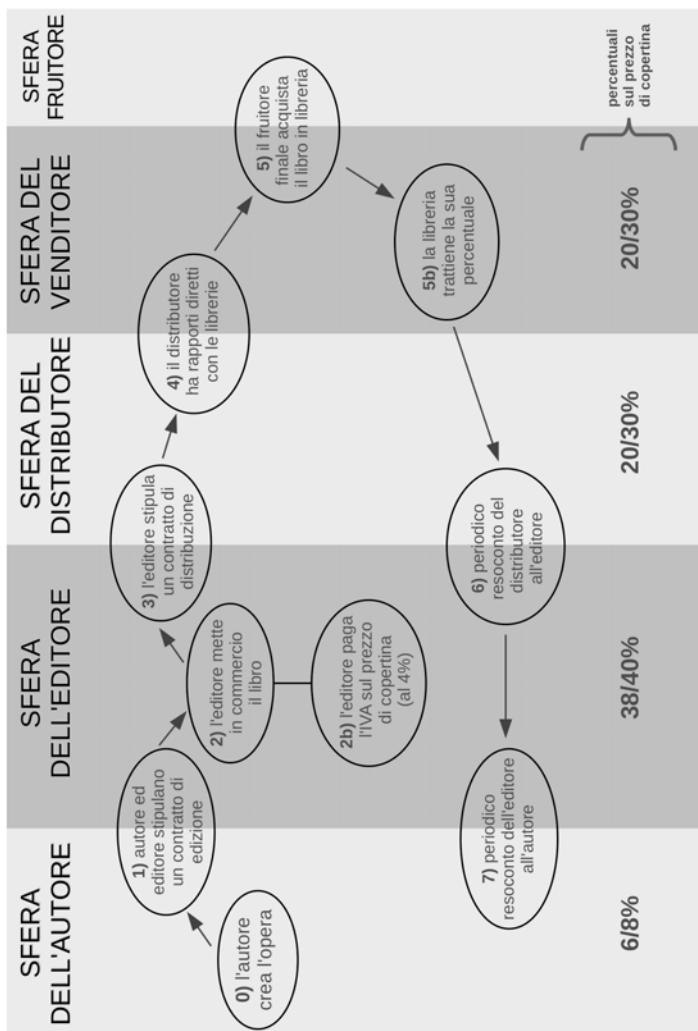 SFERA
DELL'AUTORE
SFERA
DELL'EDITORE
SFERA DEL
DISTRIBUTORE
SFERA DEL
VENDITORE
SFERA
FRUITORE
0) l'autore
crea l'opera
1) autore ed
editore stipulano
un contratto di
edizione
2) l'editore mette
in commercio
il libro
2b) l'editore paga
l'IVA sul prezzo
di copertina
(al 4%)
3) l'editore stipula
un contratto di
distribuzione
4) il distributore
ha rapporti diretti
con le librerie
5) il fruitore
finale acquista
il libro in libreria
5b) la libreria
trattiene la sua
percentuale
6) periodico
resoconto del
distributore
all'editore
7) periodico
resoconto dell'editore
all'autore
6/8%
38/40%
20/30%
20/30%
percentuali
sul prezzo
di copertina